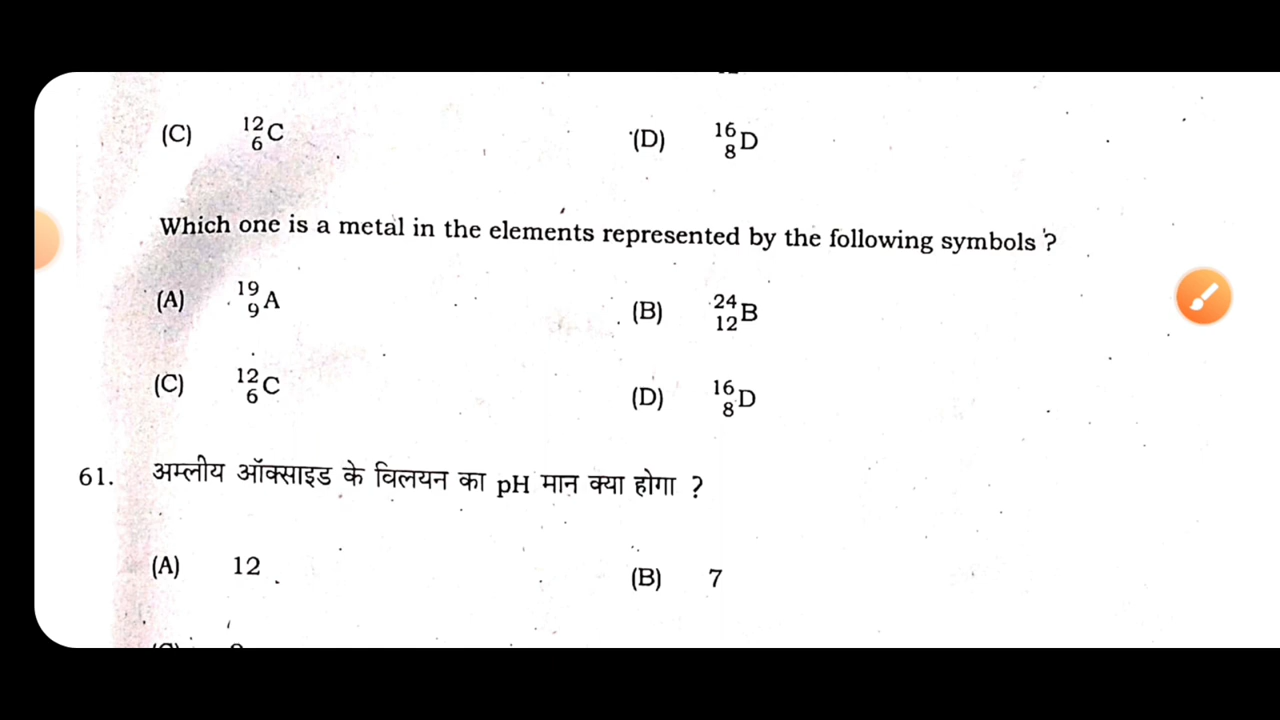 (C) ¹²₆C (D) ¹⁶₈D
Which one is a metal in the elements represented by the following symbols ?
(A) ¹⁹₉A (B) ²⁴₁₂B
(C) ¹²₆C (D) ¹⁶₈D
61. अम्लीय ऑक्साइड के विलयन का pH मान क्या होगा ?
(A) 12 (B) 7